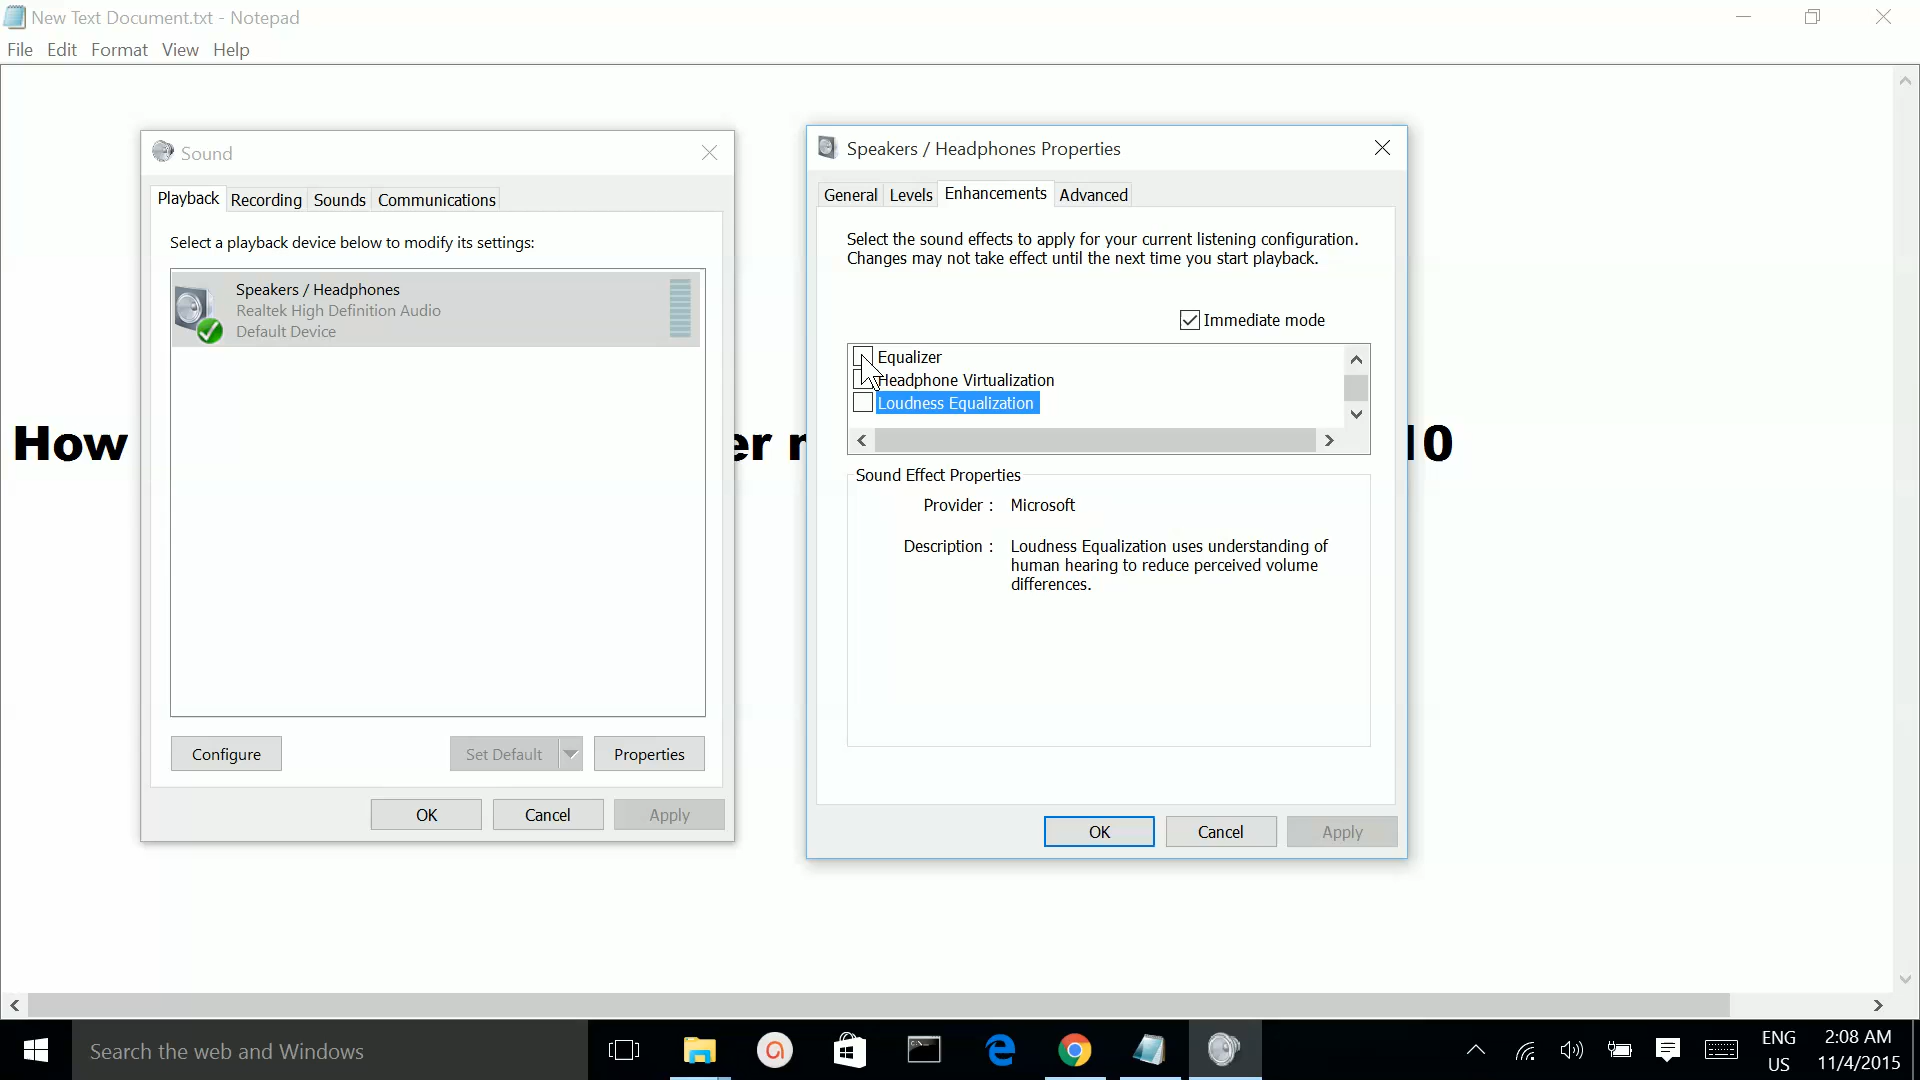 New Text Document.txt - Notepad
File Edit Format View Help
Sound
Playback Recording Sounds Communications
Select a playback device below to modify its settings:
Speakers / Headphones
Realtek High Definition Audio
Default Device
Configure Set Default Properties
OK Cancel Apply
Speakers / Headphones Properties
General Levels Enhancements Advanced
Select the sound effects to apply for your current listening configuration.
Changes may not take effect until the next time you start playback.
Immediate mode
Equalizer
Headphone Virtualization
Loudness Equalization
Sound Effect Properties
Provider : Microsoft
Description : Loudness Equalization uses understanding of
human hearing to reduce perceived volume
differences.
OK Cancel Apply
How 10
Search the web and Windows
ENG
US
2:08 AM
11/4/2015